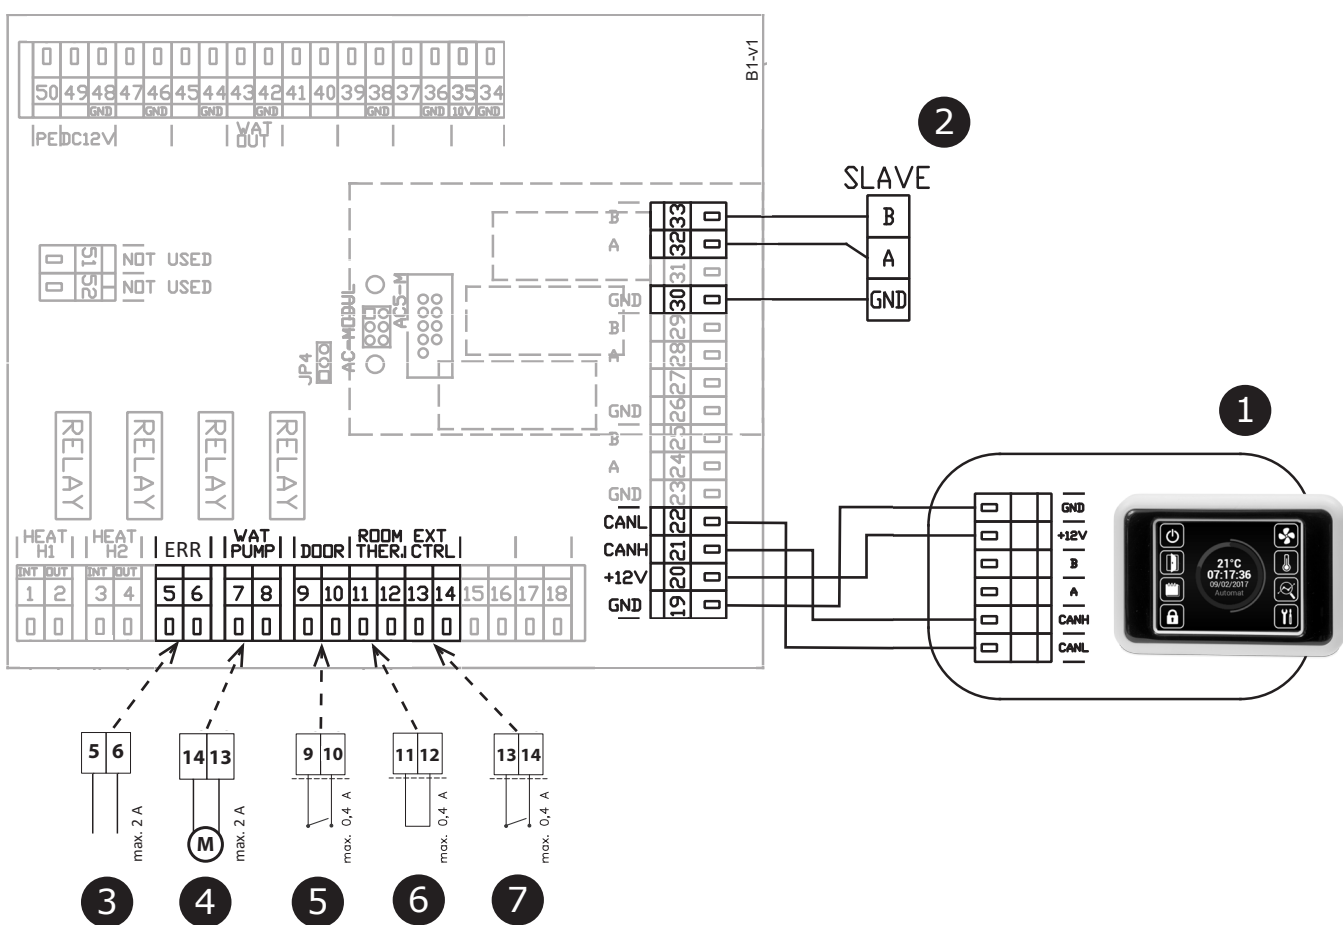 B1-v1
50 49 48 47 46 45 44 43 42 41 40 39 38 37 36 35 34
GND GND GND GND GND GND 10V GND
PE DC12V WAT OUT
2
SLAVE
B
A
GND
B 33
A 32
31
GND 30
B 29
A 28
27
GND 26
B 25
A 24
GND 23
CANL 22
CANH 21
+12V 20
GND 19
51 NOT USED
52 NOT USED
JP4
AC-MODUL
AC5-M
RELAY RELAY RELAY RELAY
1
GND
+12V
B
A
CANH
CANL
21°C
07:17:36
09/02/2017
Automat
HEAT H1
HEAT H2
ERR
WAT PUMP
DOOR
ROOM THER.
EXT CTRL
INT OUT INT OUT
1 2 3 4 5 6 7 8 9 10 11 12 13 14 15 16 17 18
5 6
max. 2 A
3
14 13
M
max. 2 A
4
9 10
max. 0,4 A
5
11 12
max. 0,4 A
6
13 14
max. 0,4 A
7